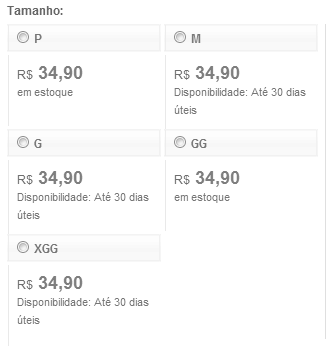 Tamanho:
P
R$ 34,90
em estoque
M
R$ 34,90
Disponibilidade: Até 30 dias
úteis
G
R$ 34,90
Disponibilidade: Até 30 dias
úteis
GG
R$ 34,90
em estoque
XGG
R$ 34,90
Disponibilidade: Até 30 dias
úteis